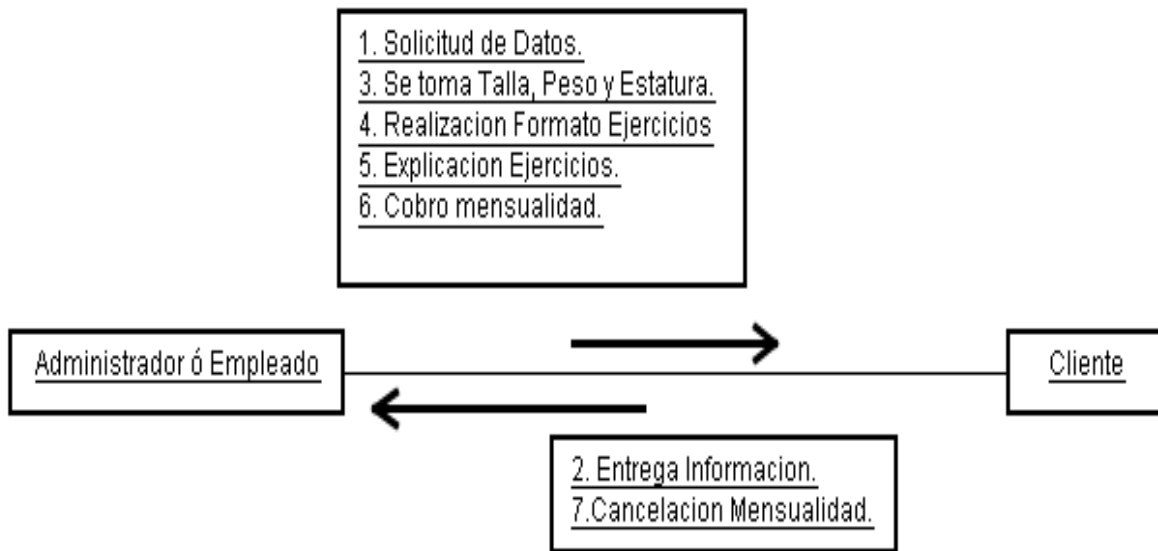 1. Solicitud de Datos.
3. Se toma Talla, Peso y Estatura.
4. Realizacion Formato Ejercicios
5. Explicacion Ejercicios.
6. Cobro mensualidad.
Administrador ó Empleado
Cliente
2. Entrega Informacion.
7.Cancelacion Mensualidad.